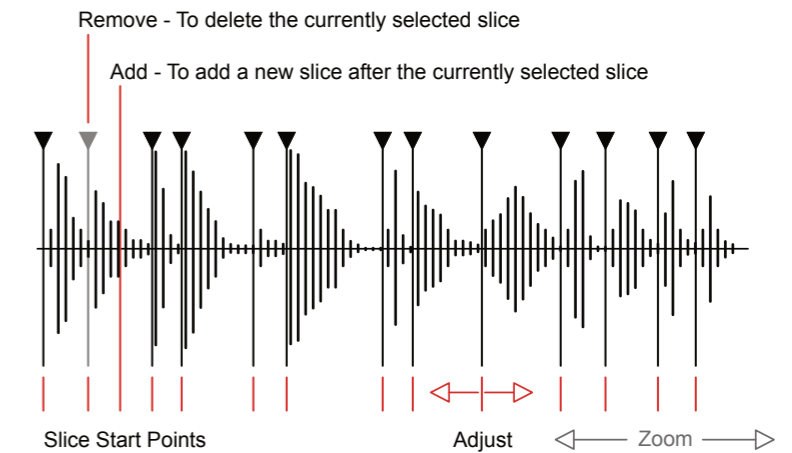 Remove - To delete the currently selected slice
Add - To add a new slice after the currently selected slice
Slice Start Points
Adjust
Zoom